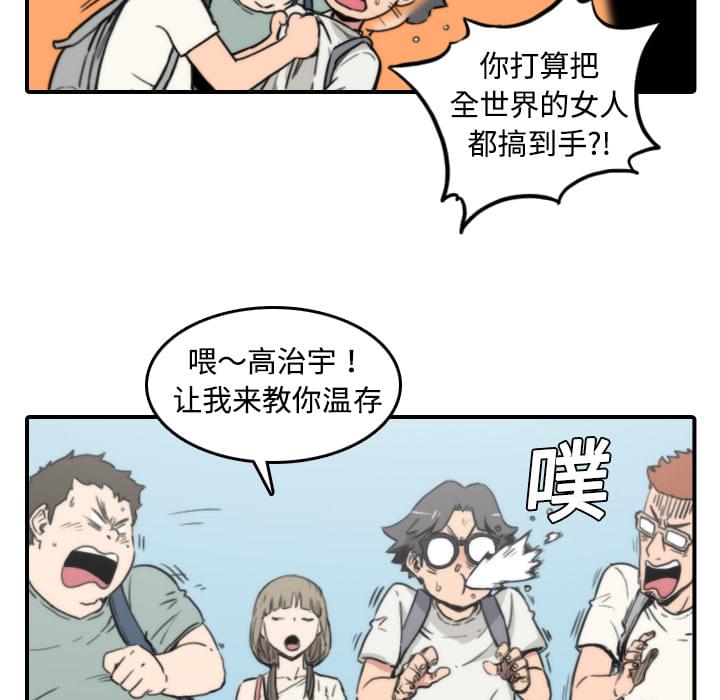 你打算把
全世界的女人
都搞到手?!
喂～高治宇！
让我来教你温存
噗